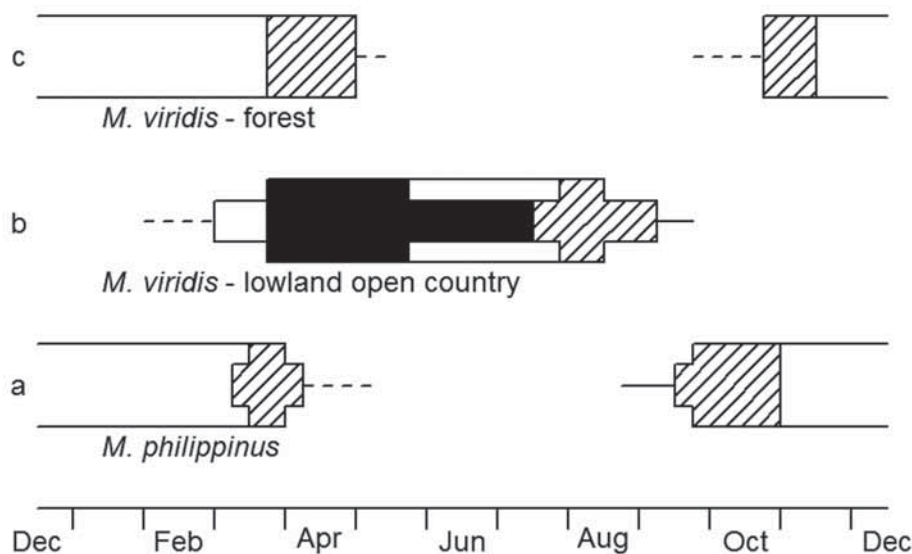 c
M. viridis - forest
b
M. viridis - lowland open country
a
M. philippinus
Dec Feb Apr Jun Aug Oct Dec